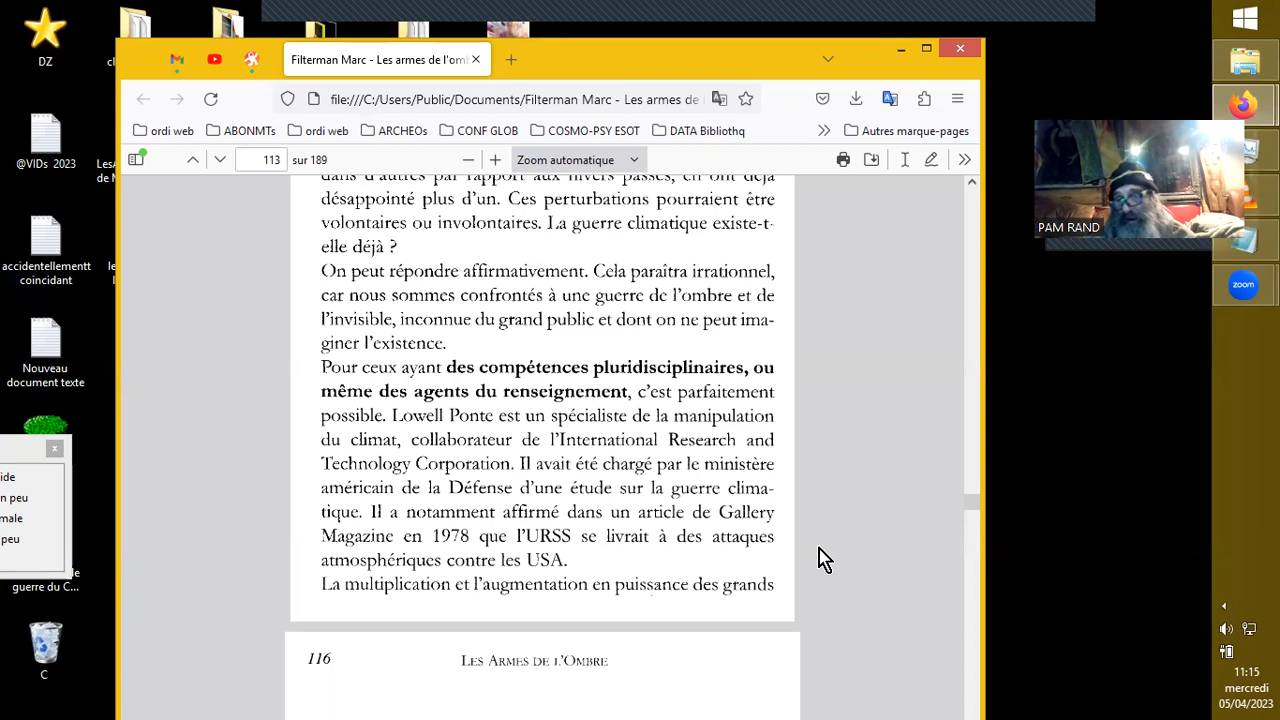 DZ
Filterman Marc - Les armes de l'oml
file:///C:/Users/Public/Documents/Filterman Marc - Les armes de
ordi web
ABONMTs
ordi web
ARCHEOs
CONF GLOB
COSMO-PSY ESOT
DATA Bibliothq
Autres marque-pages
113
sur 189
Zoom automatique
@VIDs 2023
accidentellementt
coincidant
Nouveau
document texte
ide
n peu
male
peu
guerre du C...
C
dans d'autres par rapport aux hivers passés, en ont déjà
désappointé plus d'un. Ces perturbations pourraient être
volontaires ou involontaires. La guerre climatique existe-t-
elle déjà ?
On peut répondre affirmativement. Cela paraîtra irrationnel,
car nous sommes confrontés à une guerre de l'ombre et de
l'invisible, inconnue du grand public et dont on ne peut ima-
giner l'existence.
Pour ceux ayant des compétences pluridisciplinaires, ou
même des agents du renseignement, c'est parfaitement
possible. Lowell Ponte est un spécialiste de la manipulation
du climat, collaborateur de l'International Research and
Technology Corporation. Il avait été chargé par le ministère
américain de la Défense d'une étude sur la guerre clima-
tique. Il a notamment affirmé dans un article de Gallery
Magazine en 1978 que l'URSS se livrait à des attaques
atmosphériques contre les USA.
La multiplication et l'augmentation en puissance des grands
116
LES ARMES DE L'OMBRE
PAM RAND
zoom
11:15
mercredi
05/04/2023